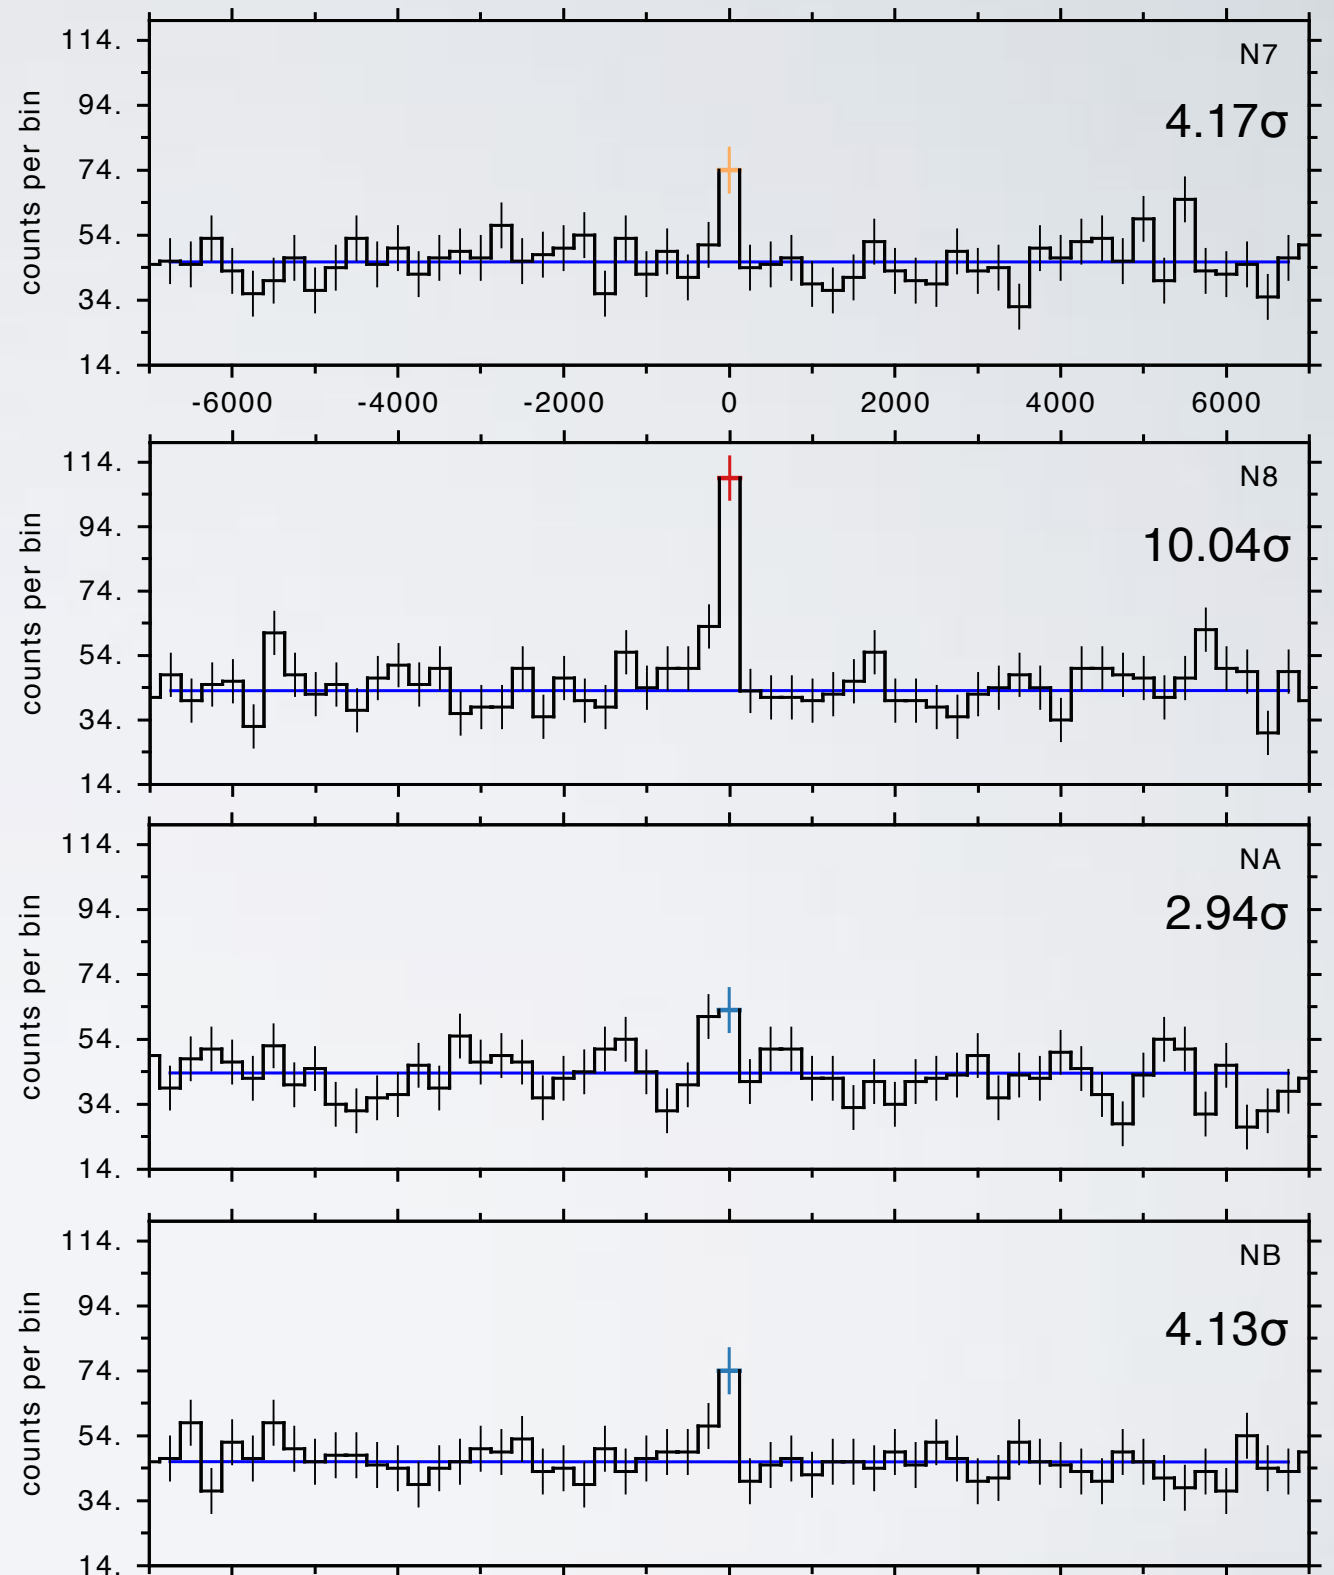 114.
94.
74.
54.
34.
14.
counts per bin
N7
4.17σ
-6000 -4000 -2000 0 2000 4000 6000
114.
94.
74.
54.
34.
14.
counts per bin
N8
10.04σ
114.
94.
74.
54.
34.
14.
counts per bin
NA
2.94σ
114.
94.
74.
54.
34.
14.
counts per bin
NB
4.13σ